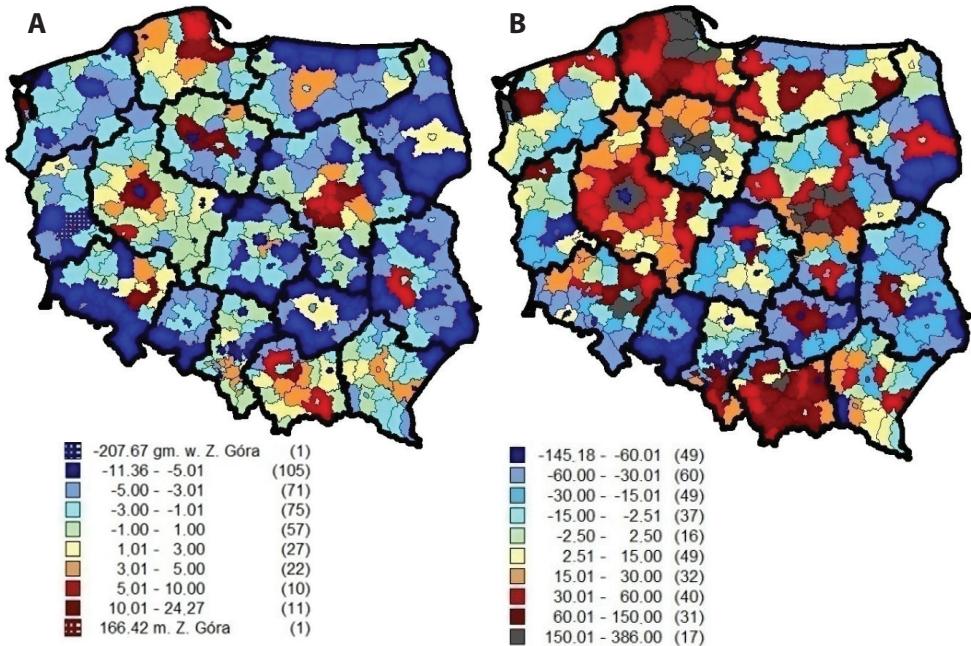 A
B
-207.67 gm. w. Z. Góra (1)
-11.36 - -5.01 (105)
-5.00 - -3.01 (71)
-3.00 - -1.01 (75)
-1.00 - 1.00 (57)
1.01 - 3.00 (27)
3.01 - 5.00 (22)
5.01 - 10.00 (10)
10.01 - 24.27 (11)
166.42 m. Z. Góra (1)
-145.18 - -60.01 (49)
-60.00 - -30.01 (60)
-30.00 - -15.01 (49)
-15.00 - -2.51 (37)
-2.50 - 2.50 (16)
2.51 - 15.00 (49)
15.01 - 30.00 (32)
30.01 - 60.00 (40)
60.01 - 150.00 (31)
150.01 - 386.00 (17)